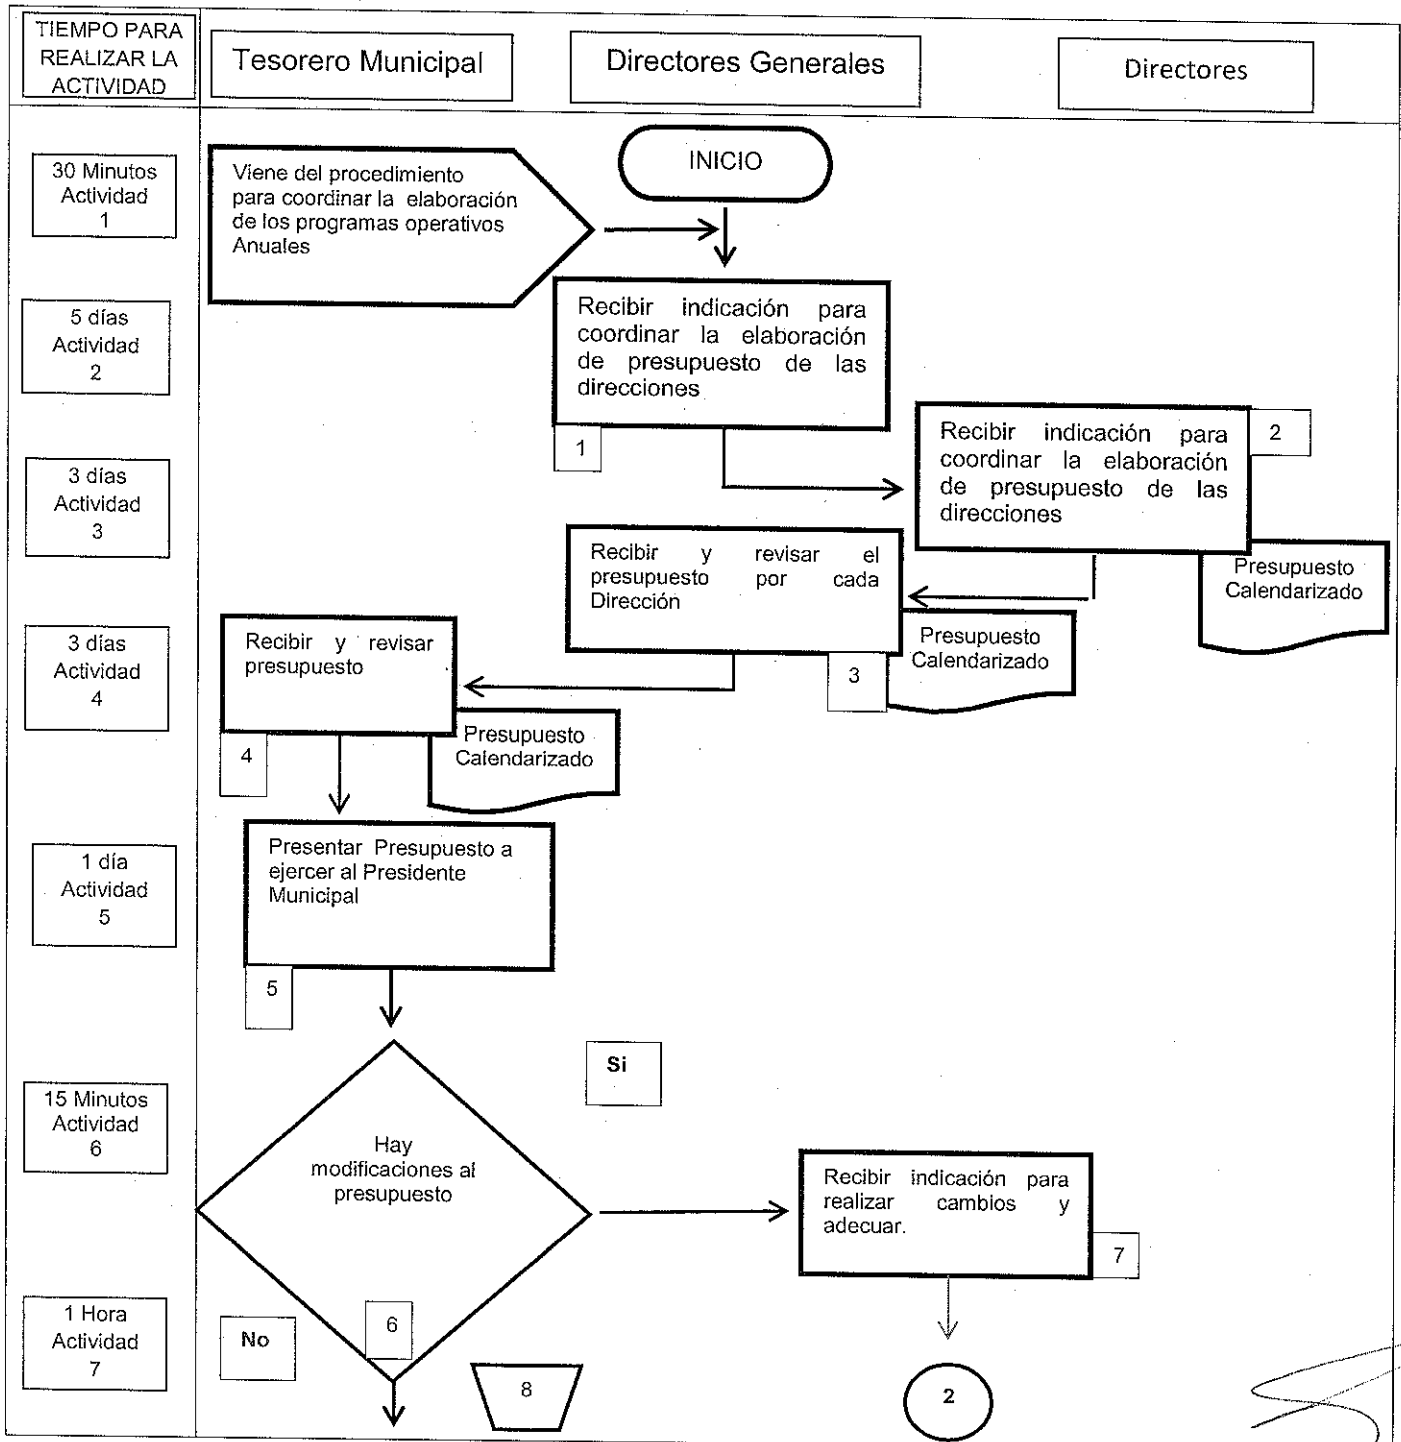 TIEMPO PARA
REALIZAR LA
ACTIVIDAD
Tesorero Municipal
Directores Generales
Directores
30 Minutos
Actividad
1
Viene del procedimiento
para coordinar la elaboración
de los programas operativos
Anuales
INICIO
5 días
Actividad
2
Recibir indicación para
coordinar la elaboración
de presupuesto de las
direcciones
1
Recibir indicación para
coordinar la elaboración
de presupuesto de las
direcciones
2
3 días
Actividad
3
Recibir y revisar el
presupuesto por cada
Dirección
Presupuesto
Calendarizado
3 días
Actividad
4
Recibir y revisar
presupuesto
3
Presupuesto
Calendarizado
4
Presupuesto
Calendarizado
1 día
Actividad
5
Presentar Presupuesto a
ejercer al Presidente
Municipal
5
Si
15 Minutos
Actividad
6
Hay
modificaciones al
presupuesto
Recibir indicación para
realizar cambios y
adecuar.
7
1 Hora
Actividad
7
No
6
8
2